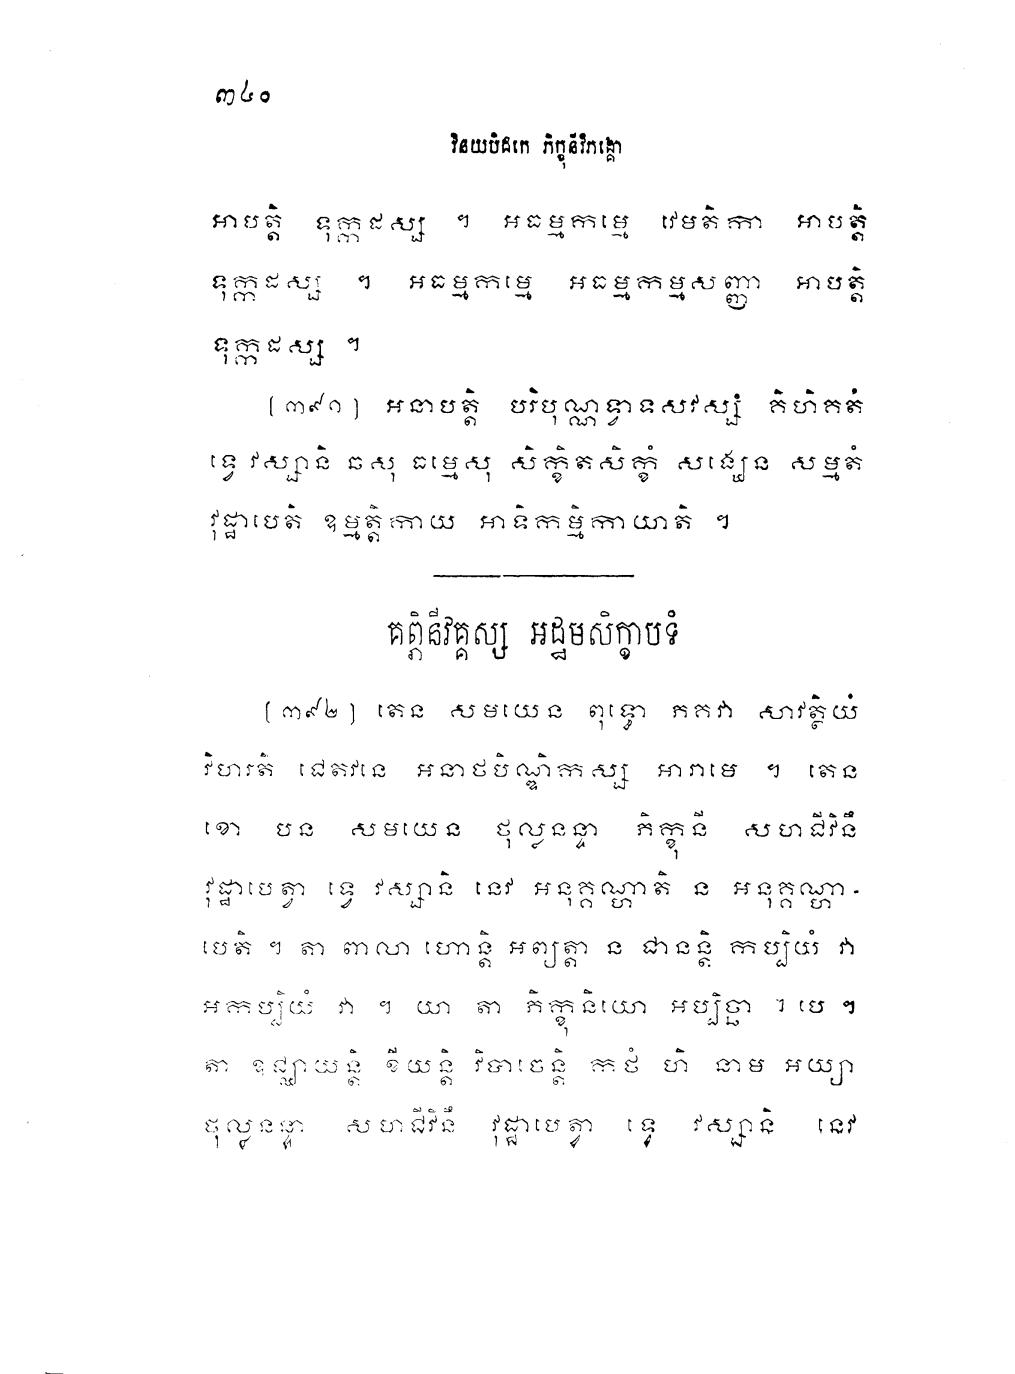 ៣៤០
វិនយបិដកេ ភិក្ខុនីវិភង្គោ
អាបត្តិ ទុក្កដស្ស ។ អធម្មកម្មេ វេមតិកា អាបត្តិ
ទុក្កដស្ស ។ អធម្មកម្មេ អធម្មកម្មសញ្ញា អាបត្តិ
ទុក្កដស្ស ។
[៣៩១] អនាបត្តិ បរិបុណ្ណទ្វាទសវស្សំ គិហិគតំ
ទ្វេ វស្សានិ ឆសុ ធម្មេសុ សិក្ខិតសិក្ខំ សង្ឃេន សម្មតំ
វុដ្ឋាបេតិ ឧម្មត្តិកាយ អាទិកម្មិកាយាតិ ។
គព្ភិនីវគ្គស្ស អដ្ឋមសិក្ខាបទំ
[៣៩២] តេន សមយេន ពុទ្ធោ ភគវា សាវត្ថិយំ
វិហរតិ ជេតវនេ អនាថបិណ្ឌិកស្ស អារាមេ ។ តេន
ខោ បន សមយេន ថុល្លនន្ទា ភិក្ខុនី សហជីវិនឹ
វុដ្ឋាបេត្វា ទ្វេ វស្សានិ នេវ អនុគ្គណ្ហាតិ ន អនុគ្គណ្ហា-
បេតិ ។ តា ពាលា ហោន្តិ អព្យត្តា ន ជានន្តិ កប្បិយំ វា
អកប្បិយំ វា ។ យា តា ភិក្ខុនិយោ អប្បិច្ឆា ។ បេ ។
តា ឧជ្ឈាយន្តិ ខីយន្តិ វិបាចេន្តិ កថំ ហិ នាម អយ្យា
ថុល្លនន្ទា សហជីវិនឹ វុដ្ឋាបេត្វា ទ្វេ វស្សានិ នេវ